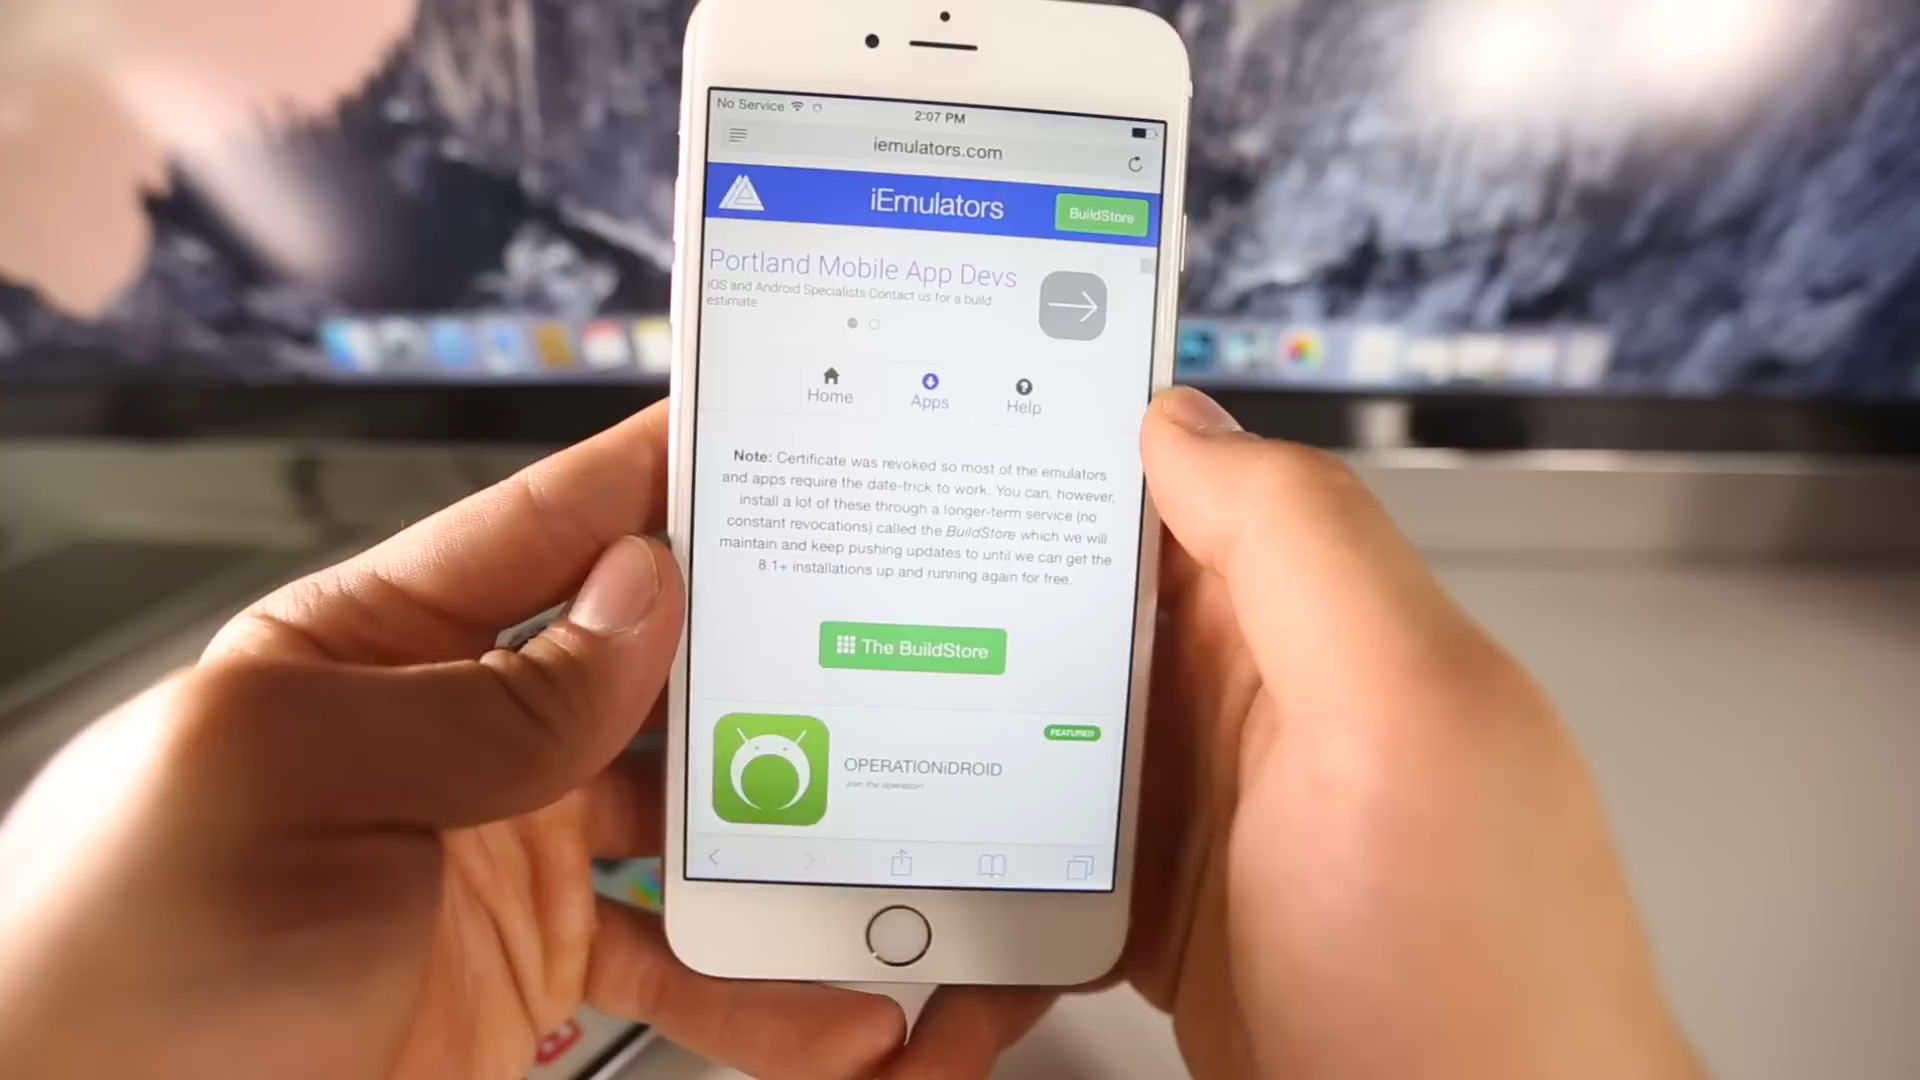 No Service
2:07 PM
iemulators.com
iEmulators
BuildStore
Portland Mobile App Devs
iOS and Android Specialists Contact us for a build
estimate
Home
Apps
Help
Note: Certificate was revoked so most of the emulators
and apps require the date-trick to work. You can, however,
install a lot of these through a longer-term service (no
constant revocations) called the BuildStore which we will
maintain and keep pushing updates to until we can get the
8.1+ installations up and running again for free.
The BuildStore
FEATURED
OPERATIONiDROID
Join the operation!